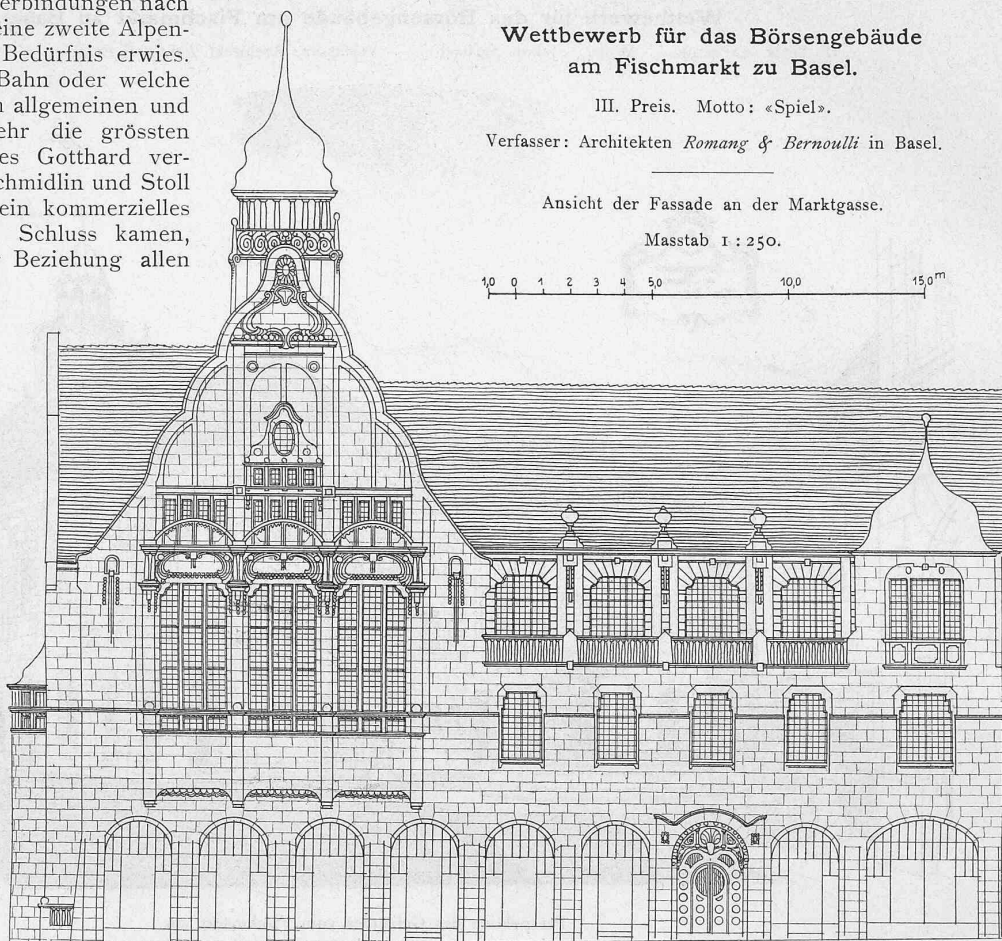 erbindungen nach
eine zweite Alpen-
Bedürfnis erwies.
Bahn oder welche
allgemeinen und
ehr die grössten
es Gotthard ver-
chmidlin und Stoll
ein kommerzielles
Schluss kamen,
Beziehung allen
Wettbewerb für das Börsengebäude
am Fischmarkt zu Basel.
III. Preis. Motto: «Spiel».
Verfasser: Architekten Romang & Bernoulli in Basel.
Ansicht der Fassade an der Marktgasse.
Masstab 1 : 250.
1,0 0 1 2 3 4 5,0 10,0 15,0 m